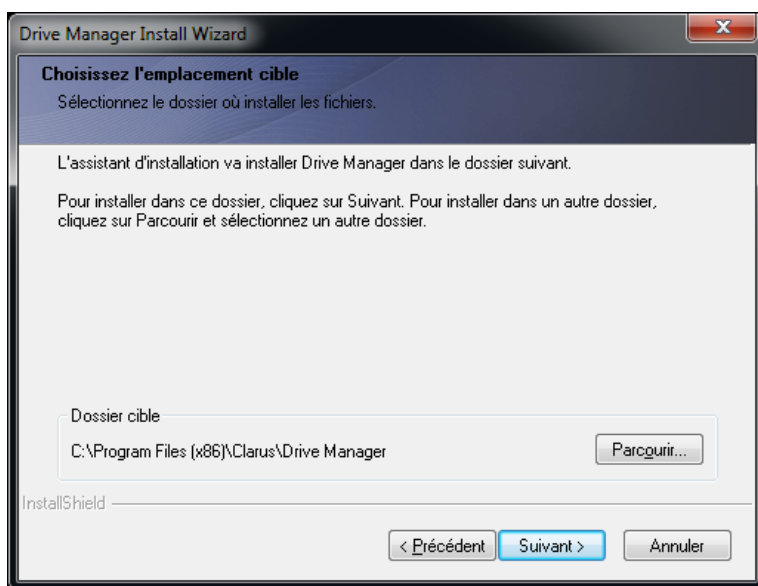 Drive Manager Install Wizard
Choisissez l'emplacement cible
Sélectionnez le dossier où installer les fichiers.
L'assistant d'installation va installer Drive Manager dans le dossier suivant.
Pour installer dans ce dossier, cliquez sur Suivant. Pour installer dans un autre dossier,
cliquez sur Parcourir et sélectionnez un autre dossier.
Dossier cible
C:\Program Files (x86)\Clarus\Drive Manager
Parcourir...
InstallShield
< Précédent
Suivant >
Annuler